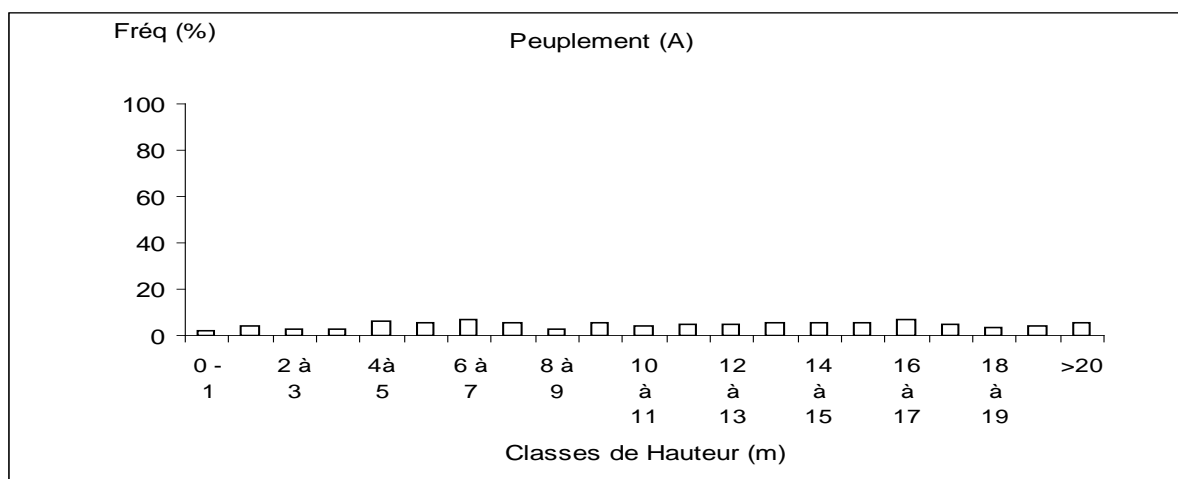 Fréq (%)
Peuplement (A)
100
80
60
40
20
0
0 - 2 à 4à 6 à 8 à 10 12 14 16 18 >20
1 3 5 7 9 à à à à à
11 13 15 17 19
Classes de Hauteur (m)